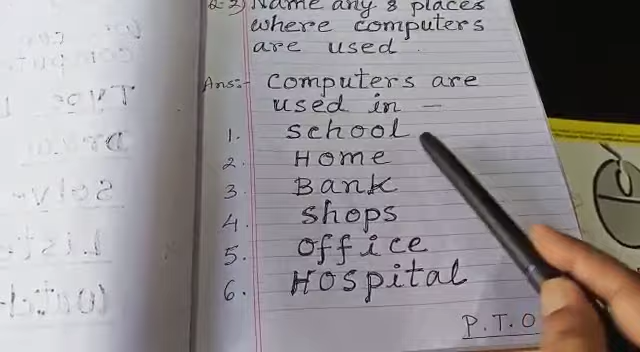 Q-2) Name any 8 places
where computers
are used.
Ans:- Computers are
used in —
1. School
2. Home
3. Bank
4. Shops
5. Office
6. Hospital
P.T.O